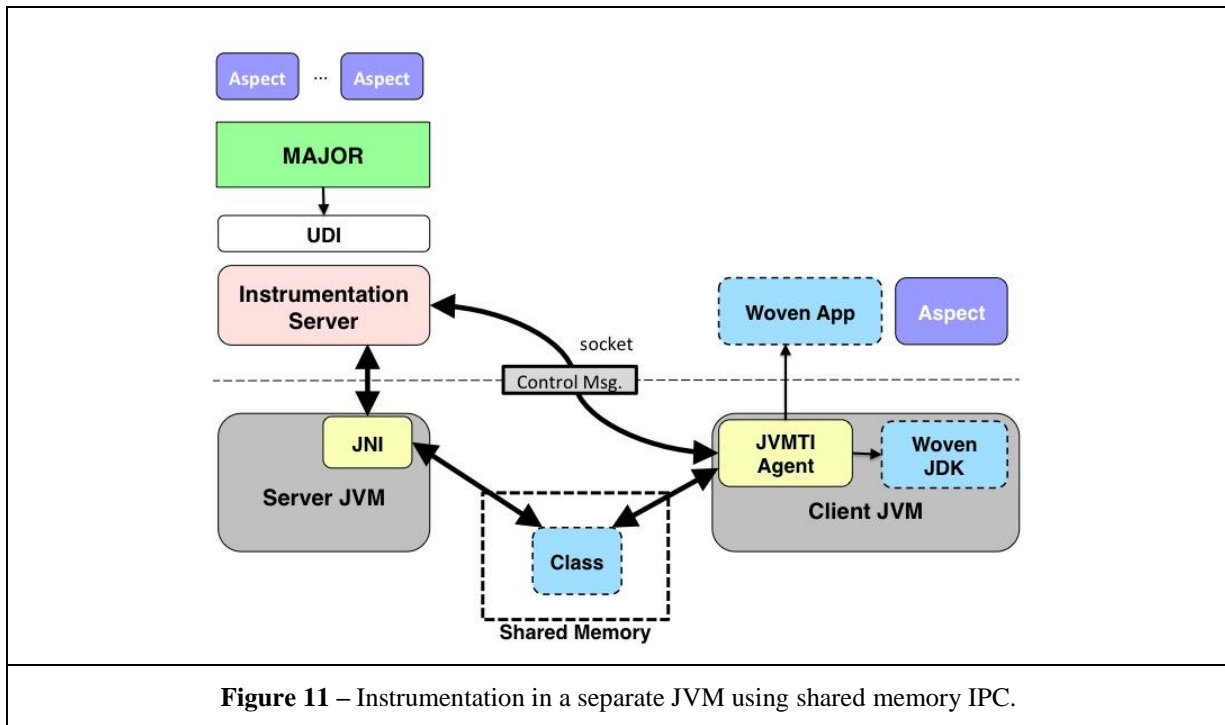 Aspect ... Aspect
MAJOR
UDI
Instrumentation
Server
Woven App
Aspect
socket
Control Msg.
JNI
Server JVM
JVMTI
Agent
Woven
JDK
Client JVM
Class
Shared Memory
Figure 11 – Instrumentation in a separate JVM using shared memory IPC.